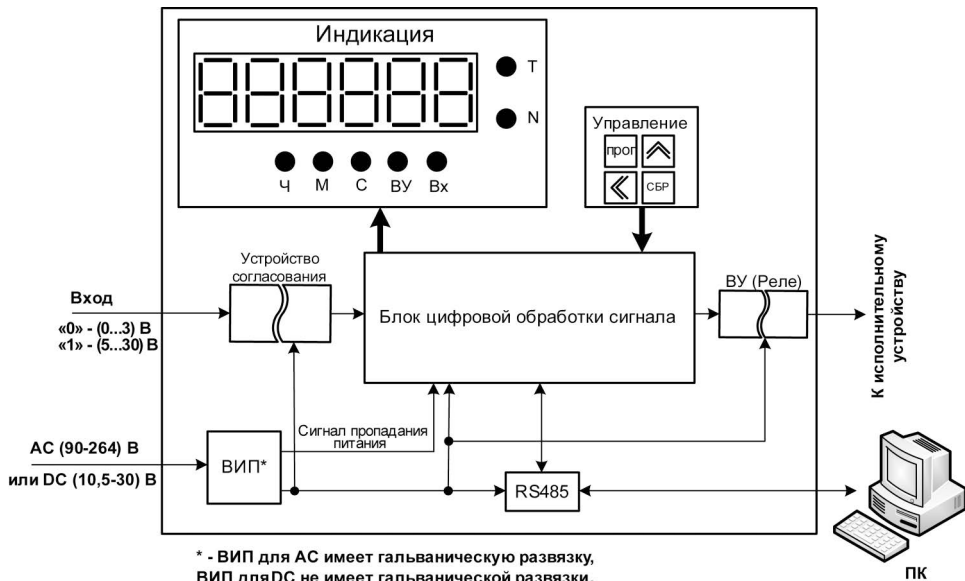 Индикация
T
N
Ч М С ВУ Вх
Управление
прог
СБР
Устройство
согласования
ВУ (Реле)
Вход
«0» - (0...3) В
«1» - (5...30) В
Блок цифровой обработки сигнала
К исполнительному
устройству
Сигнал пропадания
питания
AC (90-264) В
или DC (10,5-30) В
ВИП*
RS485
ПК
* - ВИП для AC имеет гальваническую развязку,
ВИП для DC не имеет гальванической развязки.